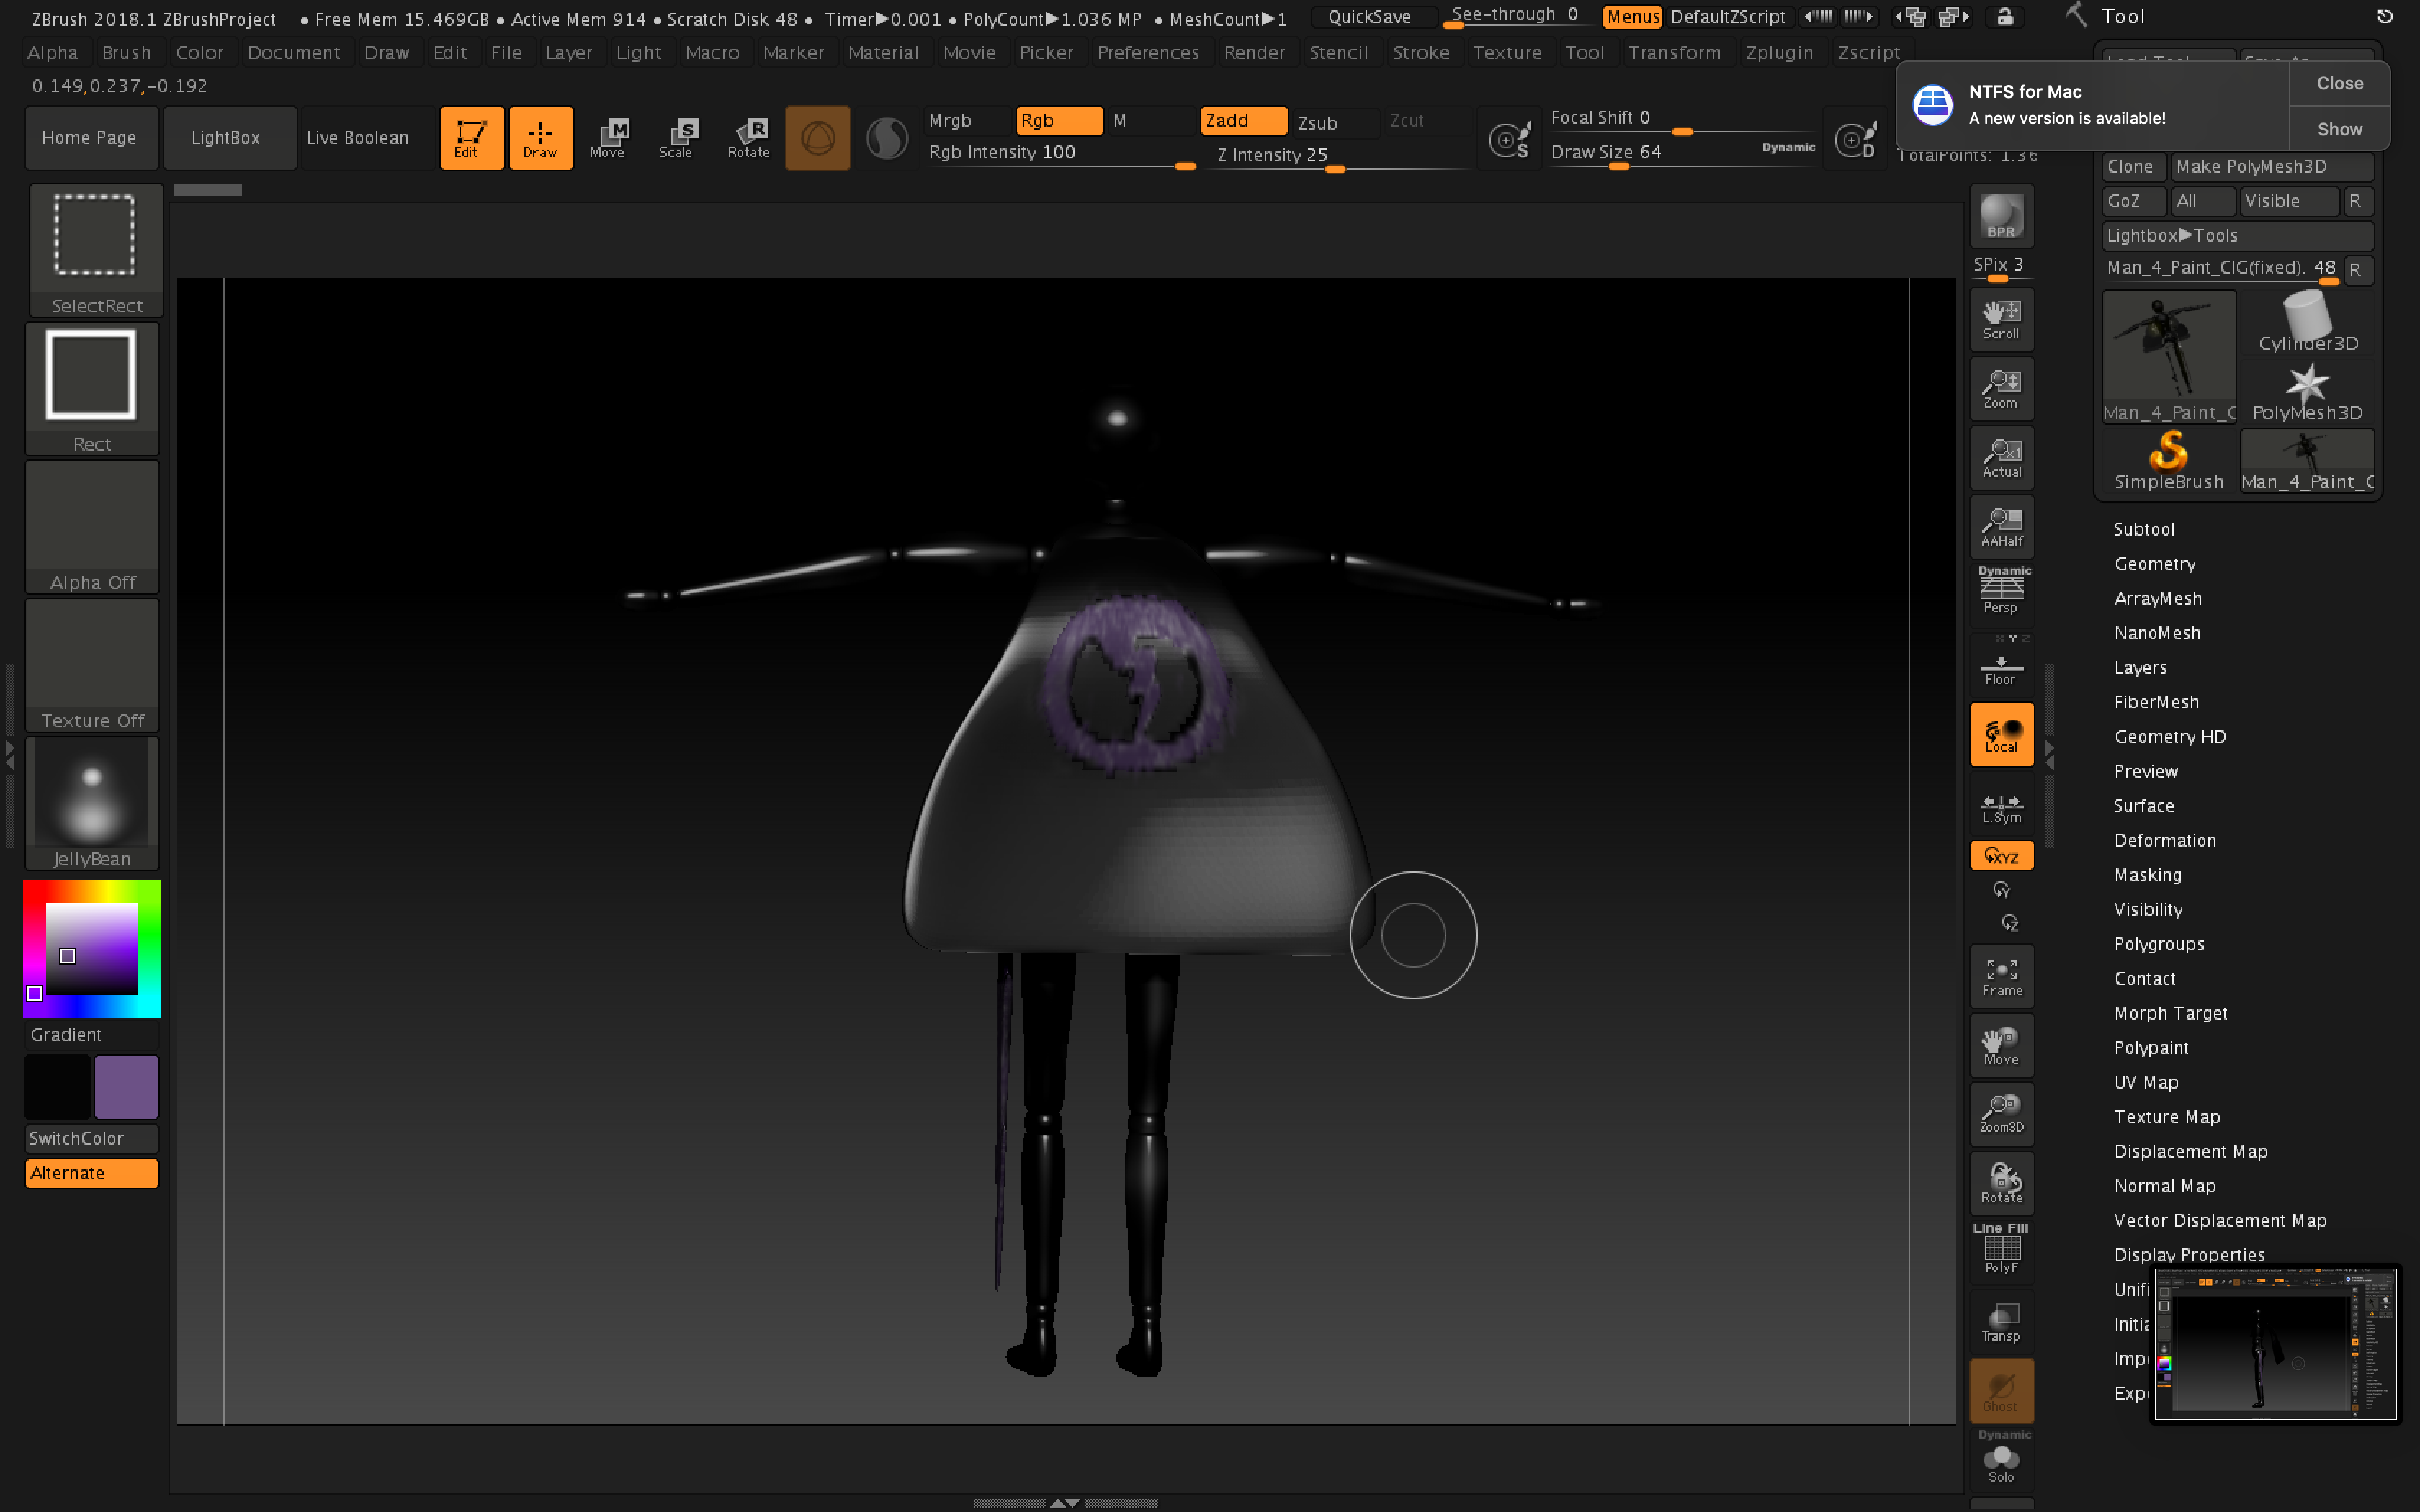 ZBrush 2018.1 ZBrushProject • Free Mem 15.469GB • Active Mem 914 • Scratch Disk 48 • Timer▶0.001 • PolyCount▶1.036 MP • MeshCount▶1 QuickSave See-through 0 Menus DefaultZScript Tool
Alpha Brush Color Document Draw Edit File Layer Light Macro Marker Material Movie Picker Preferences Render Stencil Stroke Texture Tool Transform Zplugin Zscript
0.149,0.237,-0.192
NTFS for Mac
A new version is available!
Close
Show
Home Page LightBox Live Boolean Edit Draw Move Scale Rotate
M S R
Mrgb Rgb M Zadd Zsub Zcut
Rgb Intensity 100 Z Intensity 25
S
Focal Shift 0
Draw Size 64 Dynamic
D
TotalPoints: 1.36
Clone Make PolyMesh3D
GoZ All Visible R
Lightbox▶Tools
Man_4_Paint_CIG(fixed). 48 R
Man_4_Paint_C Cylinder3D
PolyMesh3D
SimpleBrush Man_4_Paint_C
SelectRect
Rect
Alpha Off
Texture Off
JellyBean
Gradient
SwitchColor
Alternate
BPR
SPix 3
Scroll
Zoom
Actual
AAHalf
Dynamic
Persp
Floor
Local
L.Sym
XYZ
Y
Z
Frame
Move
Zoom3D
Rotate
Line Fill
PolyF
Transp
Ghost
Dynamic
Solo
Subtool
Geometry
ArrayMesh
NanoMesh
Layers
FiberMesh
Geometry HD
Preview
Surface
Deformation
Masking
Visibility
Polygroups
Contact
Morph Target
Polypaint
UV Map
Texture Map
Displacement Map
Normal Map
Vector Displacement Map
Display Properties
Unifi
Initia
Imp
Exp